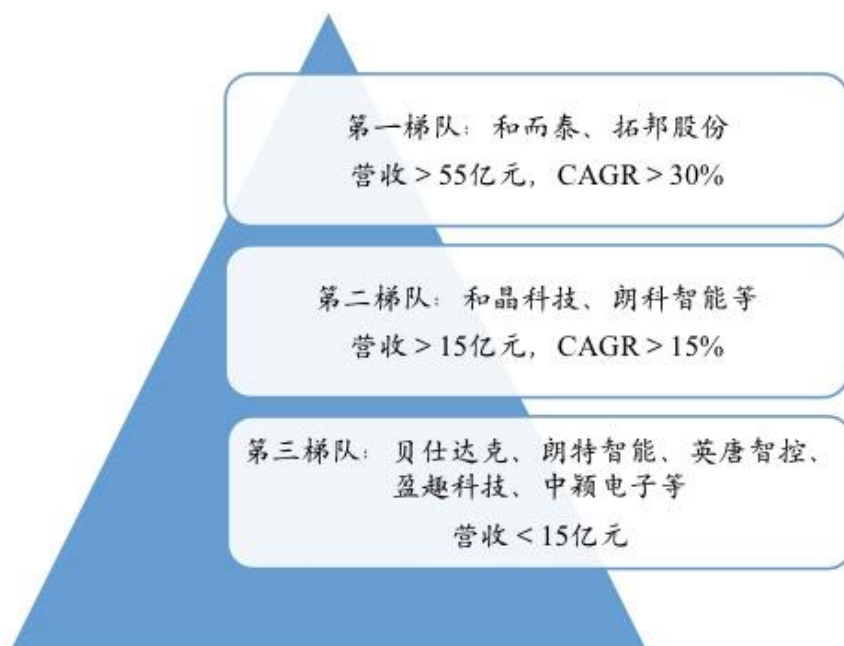 第一梯队：和而泰、拓邦股份
营收 > 55亿元，CAGR > 30%
第二梯队：和晶科技、朗科智能等
营收 > 15亿元，CAGR > 15%
第三梯队：贝仕达克、朗特智能、英唐智控、
盈趣科技、中颖电子等
营收 < 15亿元